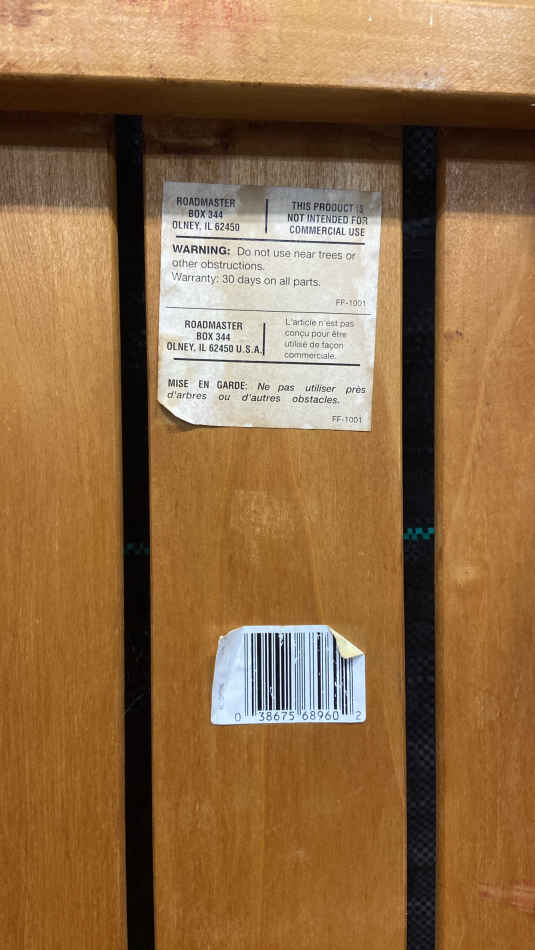 ROADMASTER
BOX 344
OLNEY, IL 62450
THIS PRODUCT IS
NOT INTENDED FOR
COMMERCIAL USE
WARNING: Do not use near trees or
other obstructions.
Warranty: 30 days on all parts.
FF-1001
ROADMASTER
BOX 344
OLNEY, IL 62450 U.S.A.
L'article n'est pas
conçu pour être
utilisé de façon
commerciale.
MISE EN GARDE: Ne pas utiliser près
d'arbres ou d'autres obstacles.
FF-1001
0 38675 68960 2